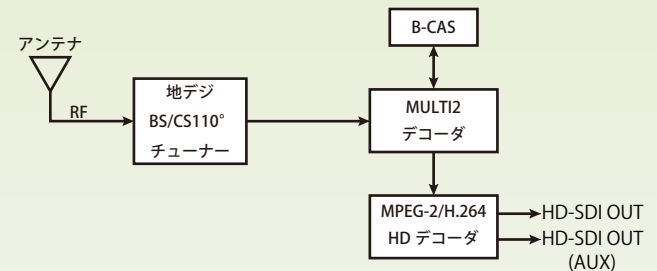 B-CAS
アンテナ
RF
地デジ
BS/CS110°
チューナー
MULTI2
デコーダ
MPEG-2/H.264
HD デコーダ
HD-SDI OUT
HD-SDI OUT
(AUX)